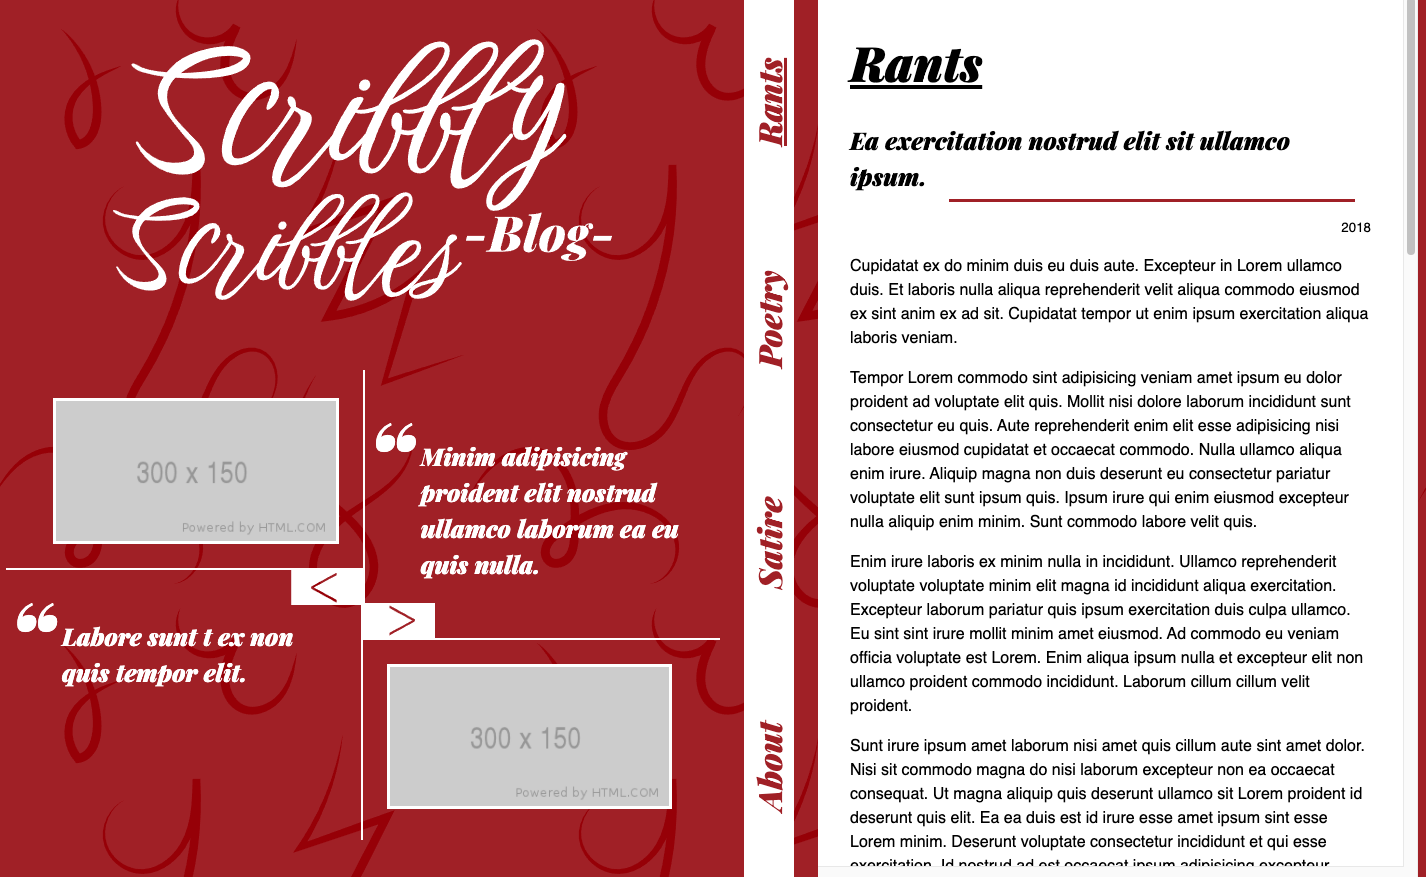 Scribbly
Scribbles
-Blog-
300 x 150
Powered by HTML.COM
“
Minim adipisicing
proident elit nostrud
ullamco laborum ea eu
quis nulla.
<
>
“
Labore sunt t ex non
quis tempor elit.
300 x 150
Powered by HTML.COM
Rants
Poetry
Satire
About
Rants
Ea exercitation nostrud elit sit ullamco
ipsum.
2018
Cupidatat ex do minim duis eu duis aute. Excepteur in Lorem ullamco
duis. Et laboris nulla aliqua reprehenderit velit aliqua commodo eiusmod
ex sint anim ex ad sit. Cupidatat tempor ut enim ipsum exercitation aliqua
laboris veniam.
Tempor Lorem commodo sint adipisicing veniam amet ipsum eu dolor
proident ad voluptate elit quis. Mollit nisi dolore laborum incididunt sunt
consectetur eu quis. Aute reprehenderit enim elit esse adipisicing nisi
labore eiusmod cupidatat et occaecat commodo. Nulla ullamco aliqua
enim irure. Aliquip magna non duis deserunt eu consectetur pariatur
voluptate elit sunt ipsum quis. Ipsum irure qui enim eiusmod excepteur
nulla aliquip enim minim. Sunt commodo labore velit quis.
Enim irure laboris ex minim nulla in incididunt. Ullamco reprehenderit
voluptate voluptate minim elit magna id incididunt aliqua exercitation.
Excepteur laborum pariatur quis ipsum exercitation duis culpa ullamco.
Eu sint sint irure mollit minim amet eiusmod. Ad commodo eu veniam
officia voluptate est Lorem. Enim aliqua ipsum nulla et excepteur elit non
ullamco proident commodo incididunt. Laborum cillum cillum velit
proident.
Sunt irure ipsum amet laborum nisi amet quis cillum aute sint amet dolor.
Nisi sit commodo magna do nisi laborum excepteur non ea occaecat
consequat. Ut magna aliquip quis deserunt ullamco sit Lorem proident id
deserunt quis elit. Ea ea duis est id irure esse amet ipsum sint esse
Lorem minim. Deserunt voluptate consectetur incididunt et qui esse
exercitation. Id nostrud ad est occaecat ipsum adipisicing excepteur